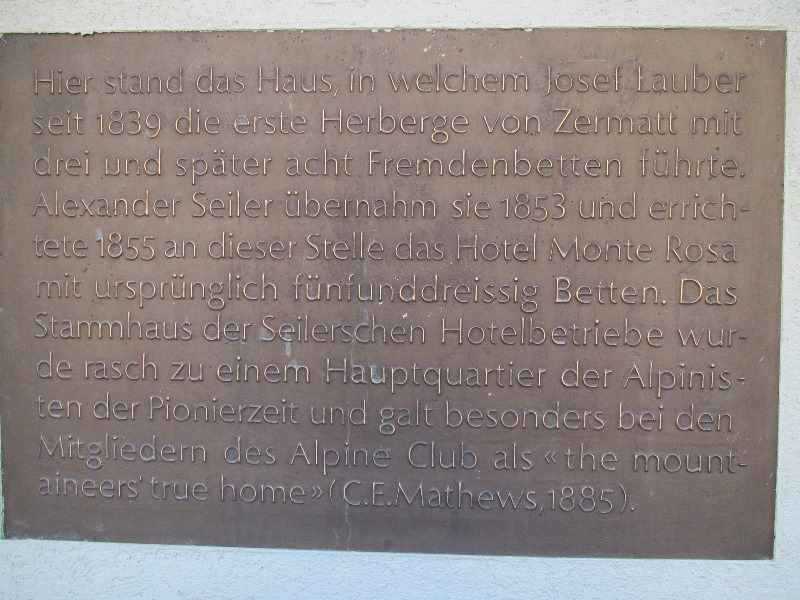 Hier stand das Haus, in welchem Josef Lauber
seit 1839 die erste Herberge von Zermatt mit
drei und später acht Fremdenbetten führte.
Alexander Seiler übernahm sie 1853 und errich-
tete 1855 an dieser Stelle das Hotel Monte Rosa
mit ursprünglich fünfunddreissig Betten. Das
Stammhaus der Seilerschen Hotelbetriebe wur-
de rasch zu einem Hauptquartier der Alpinis-
ten der Pionierzeit und galt besonders bei den
Mitgliedern des Alpine Club als «the mount-
aineers' true home» (C.E. Mathews, 1885).